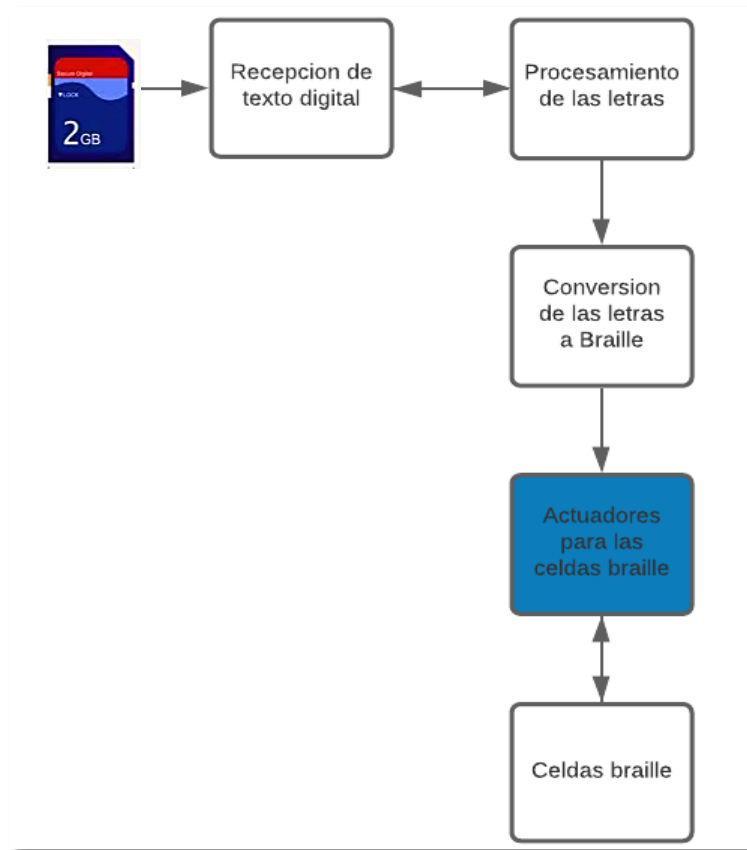 Secure Digital
▼LOCK
2GB
Recepcion de
texto digital
Procesamiento
de las letras
Conversion
de las letras
a Braille
Actuadores
para las
celdas braille
Celdas braille